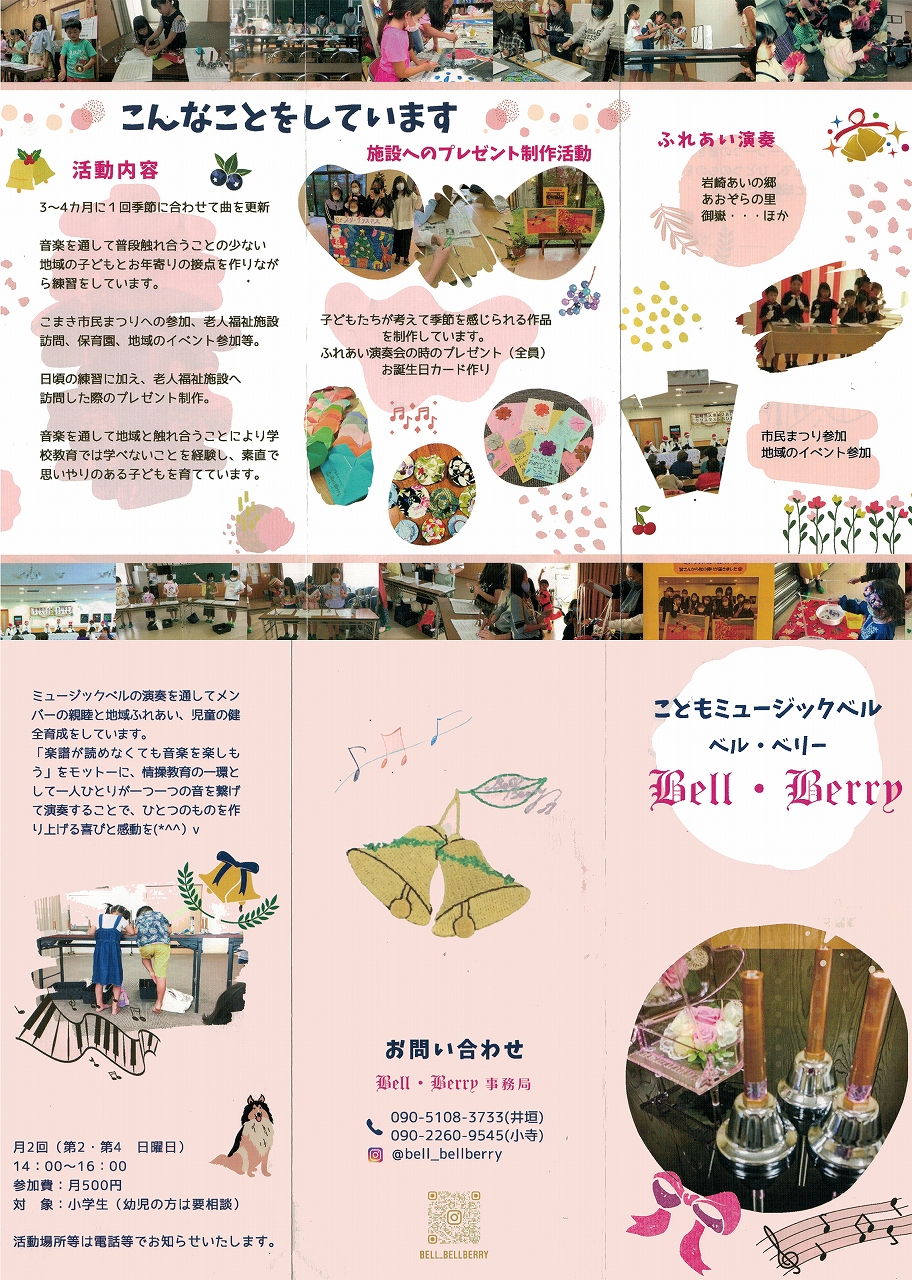 こんなことをしています
活動内容
3～4カ月に１回季節に合わせて曲を更新
音楽を通して普段触れ合うことの少ない
地域の子どもとお年寄りの接点を作りなが
ら練習をしています。
こまき市民まつりへの参加、老人福祉施設
訪問、保育園、地域のイベント参加等。
日頃の練習に加え、老人福祉施設へ
訪問した際のプレゼント制作。
音楽を通して地域と触れ合うことにより学
校教育では学べないことを経験し、素直で
思いやりのある子どもを育てています。
施設へのプレゼント制作活動
子どもたちが考えて季節を感じられる作品
を制作しています。
ふれあい演奏会の時のプレゼント（全員）
お誕生日カード作り
ふれあい演奏
岩崎あいの郷
あおぞらの里
御嶽・・・ほか
市民まつり参加
地域のイベント参加
ミュージックベルの演奏を通してメン
バーの親睦と地域ふれあい、児童の健
全育成をしています。
「楽譜が読めなくても音楽を楽しも
う」をモットーに、情操教育の一環と
して一人ひとりが一つ一つの音を繋げ
て演奏することで、ひとつのものを作
り上げる喜びと感動を(*^^）v
月2回（第2・第4　日曜日）
14：00～16：00
参加費：月500円
対　象：小学生（幼児の方は要相談）
活動場所等は電話等でお知らせいたします。
Bell Berry
お問い合わせ
Bell・Berry 事務局
090-5108-3733(井垣)
090-2260-9545(小寺)
@bell_bellberry
BELL_BELLBERRY
こどもミュージックベル
ベル・ベリー
Bell・Berry